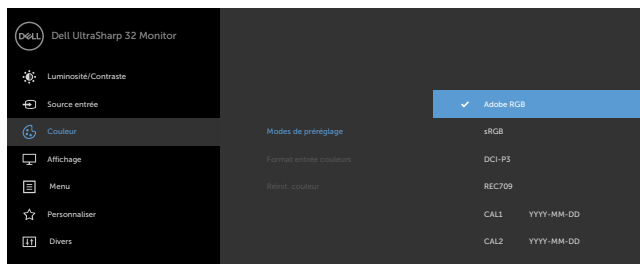 DELL Dell UltraSharp 32 Monitor
Luminosité/Contraste
Source entrée
Adobe RGB
Couleur
Modes de préréglage
sRGB
Affichage
Format entrée couleurs
DCI-P3
Menu
Réinit. couleur
REC709
Personnaliser
CAL1 YYYY-MM-DD
Divers
CAL2 YYYY-MM-DD